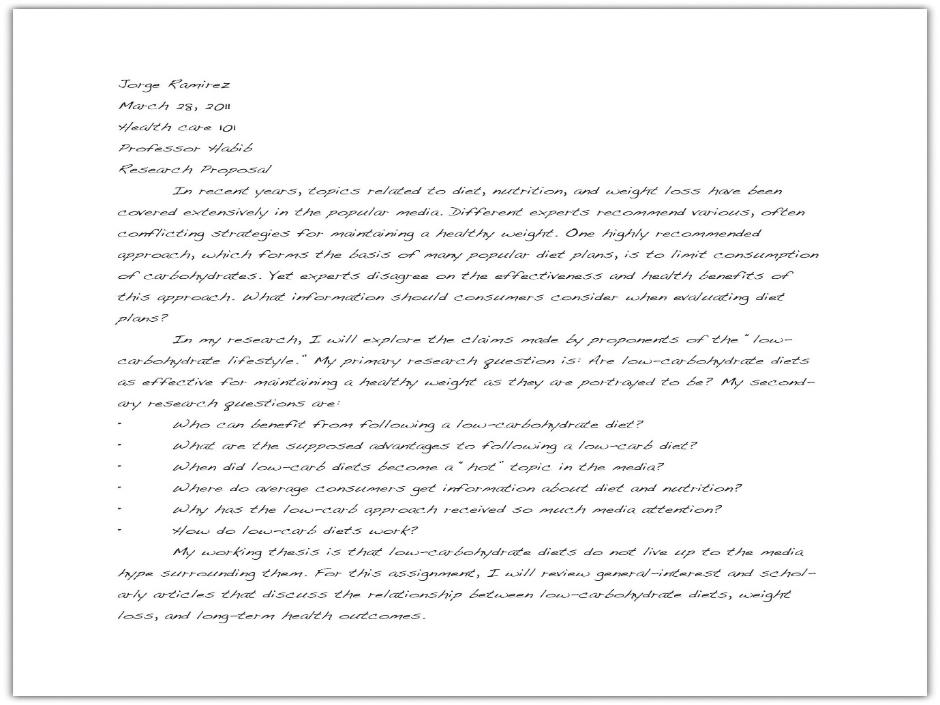 Jorge Ramirez
March 28, 2011
Health care 101
Professor Habib
Research Proposal
In recent years, topics related to diet, nutrition, and weight loss have been
covered extensively in the popular media. Different experts recommend various, often
conflicting strategies for maintaining a healthy weight. One highly recommended
approach, which forms the basis of many popular diet plans, is to limit consumption
of carbohydrates. Yet experts disagree on the effectiveness and health benefits of
this approach. What information should consumers consider when evaluating diet
plans?
In my research, I will explore the claims made by proponents of the "low-
carbohydrate lifestyle." My primary research question is: Are low-carbohydrate diets
as effective for maintaining a healthy weight as they are portrayed to be? My second-
ary research questions are:
- Who can benefit from following a low-carbohydrate diet?
- What are the supposed advantages to following a low-carb diet?
- When did low-carb diets become a "hot" topic in the media?
- Where do average consumers get information about diet and nutrition?
- Why has the low-carb approach received so much media attention?
- How do low-carb diets work?
My working thesis is that low-carbohydrate diets do not live up to the media
hype surrounding them. For this assignment, I will review general-interest and schol-
arly articles that discuss the relationship between low-carbohydrate diets, weight
loss, and long-term health outcomes.